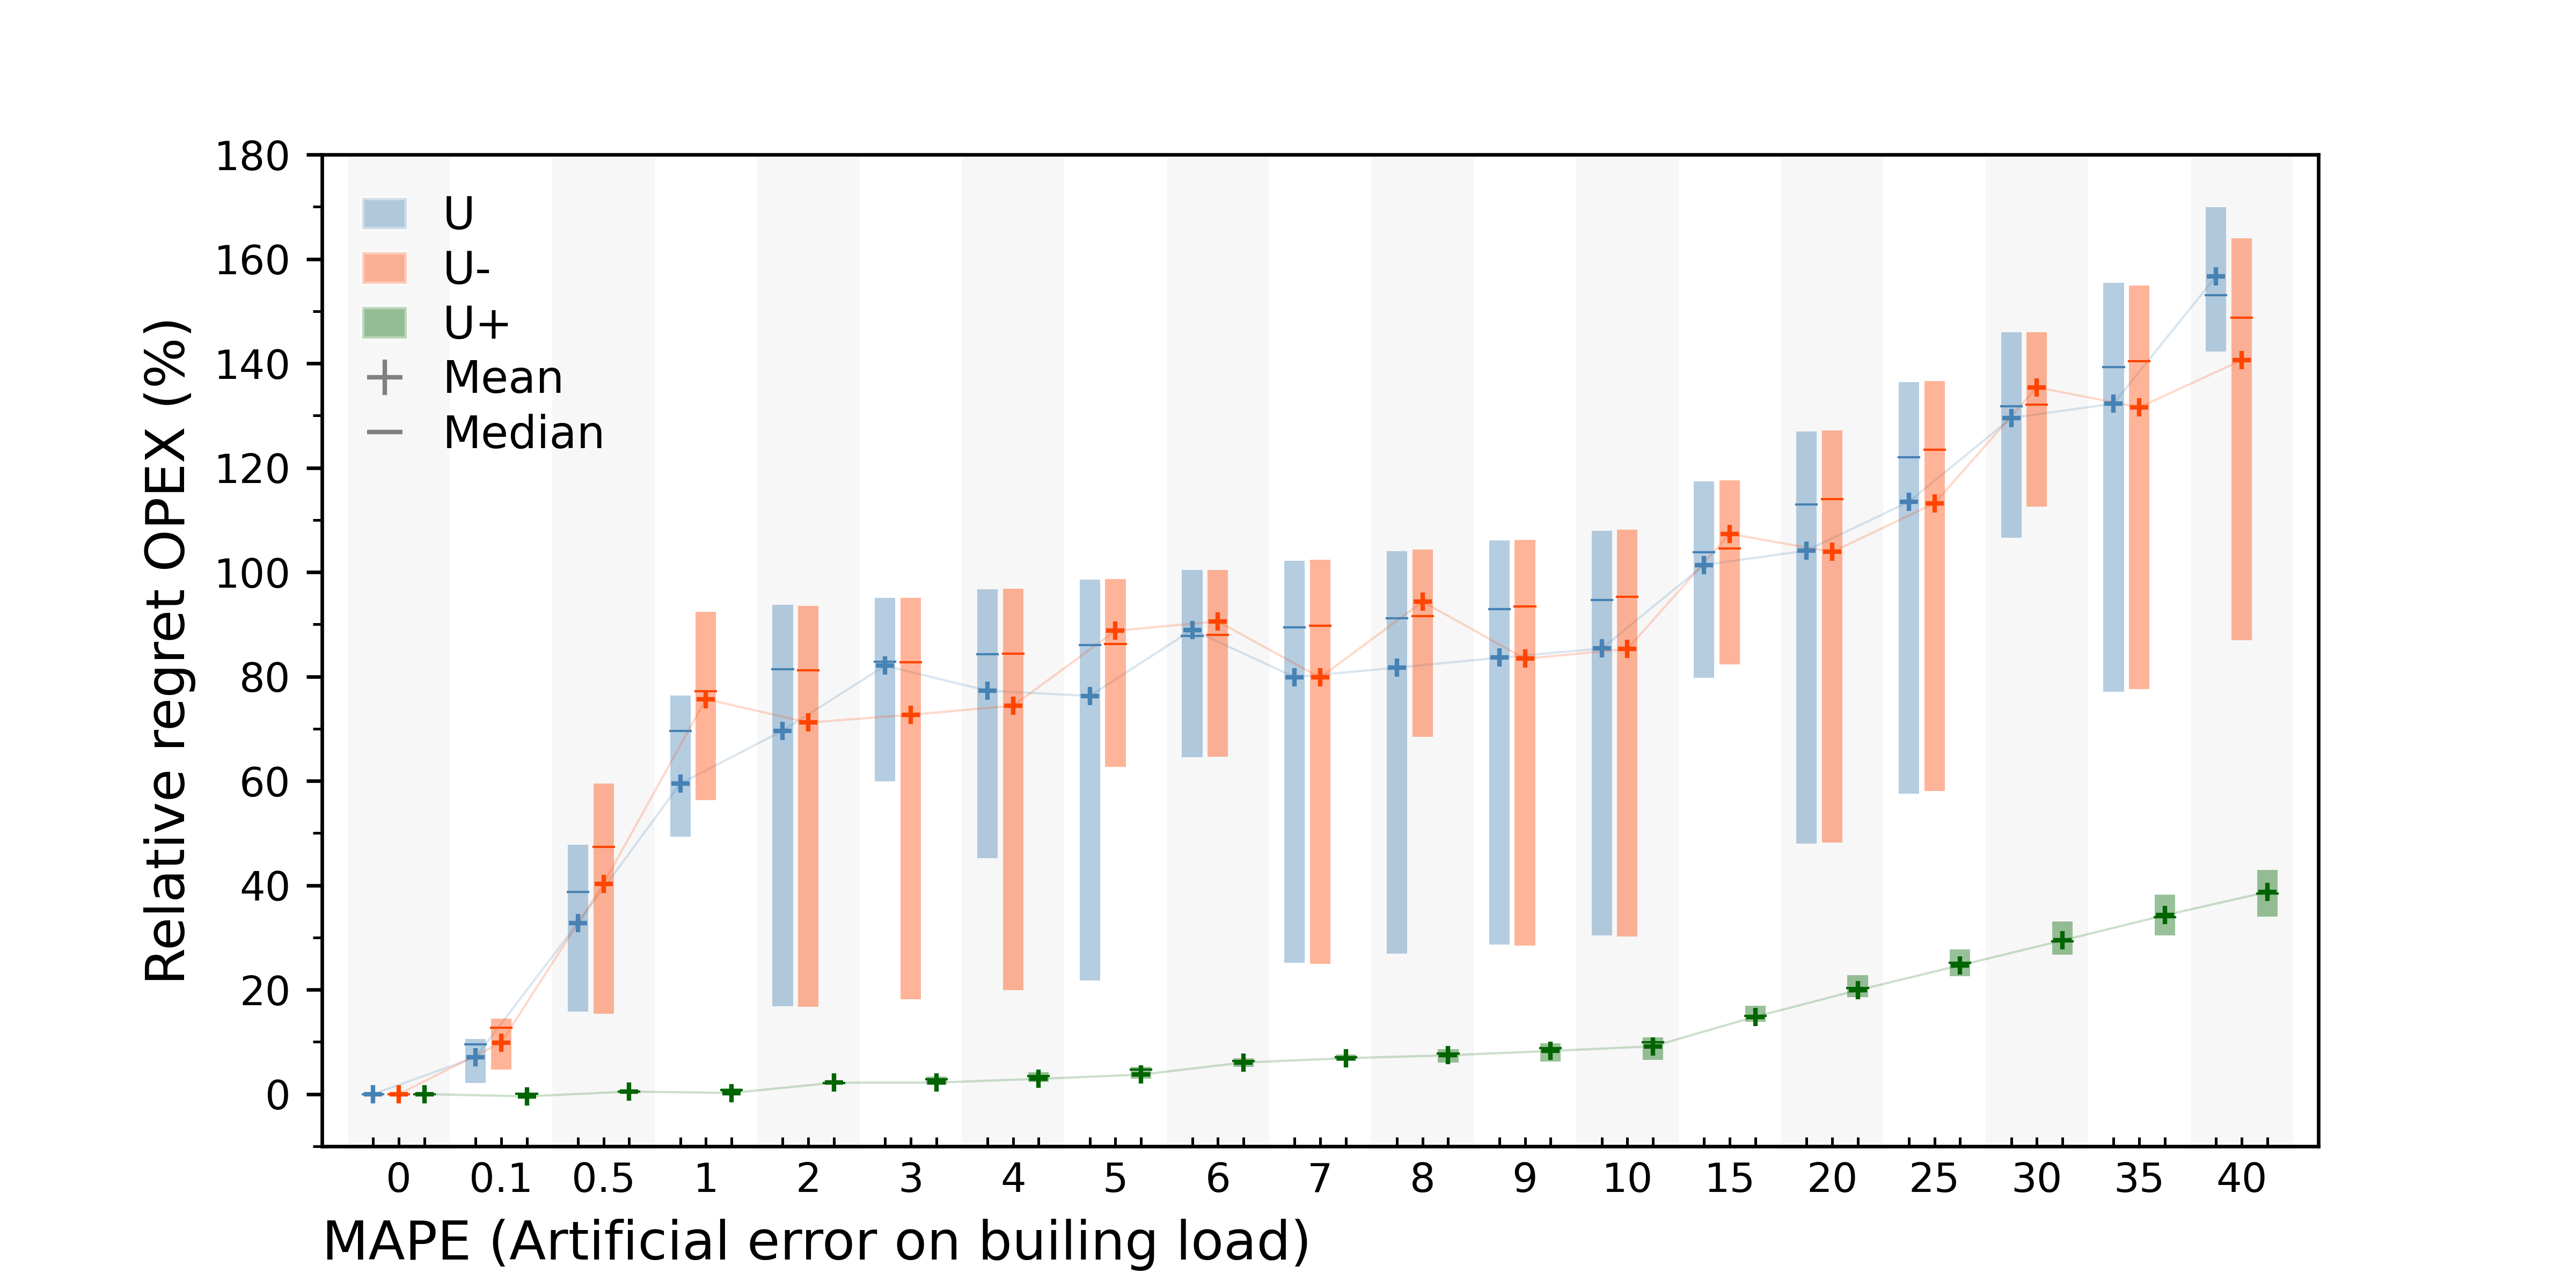 180
160
140
120
100
80
60
40
20
0
Relative regret OPEX (%)
U
U-
U+
Mean
Median
0 0.1 0.5 1 2 3 4 5 6 7 8 9 10 15 20 25 30 35 40
MAPE (Artificial error on builing load)